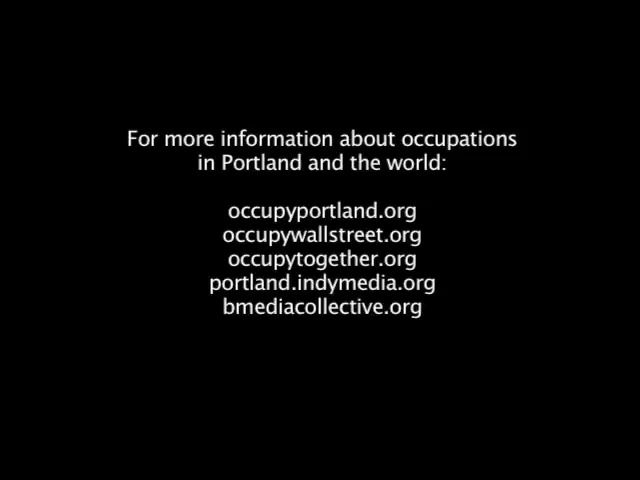 For more information about occupations
in Portland and the world:
occupyportland.org
occupywallstreet.org
occupytogether.org
portland.indymedia.org
bmediacollective.org